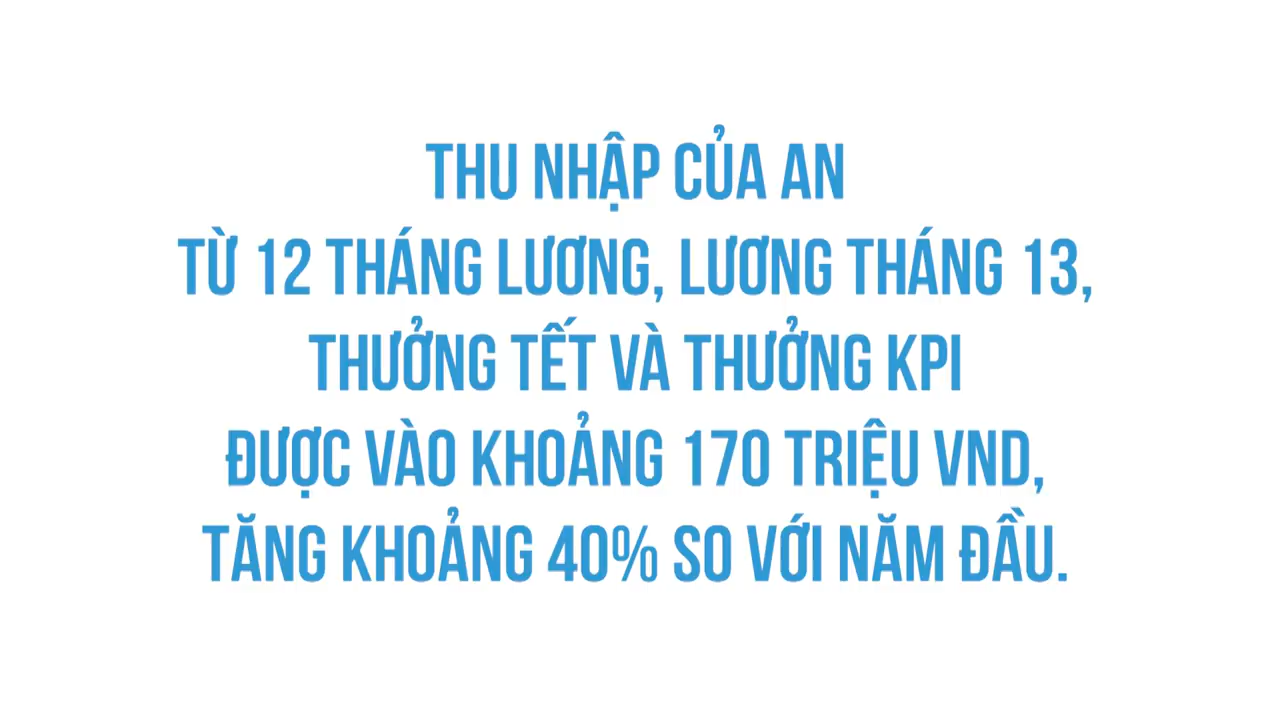 THU NHẬP CỦA AN
TỪ 12 THÁNG LƯƠNG, LƯƠNG THÁNG 13,
THƯỞNG TẾT VÀ THƯỞNG KPI
ĐƯỢC VÀO KHOẢNG 170 TRIỆU VND,
TĂNG KHOẢNG 40% SO VỚI NĂM ĐẦU.